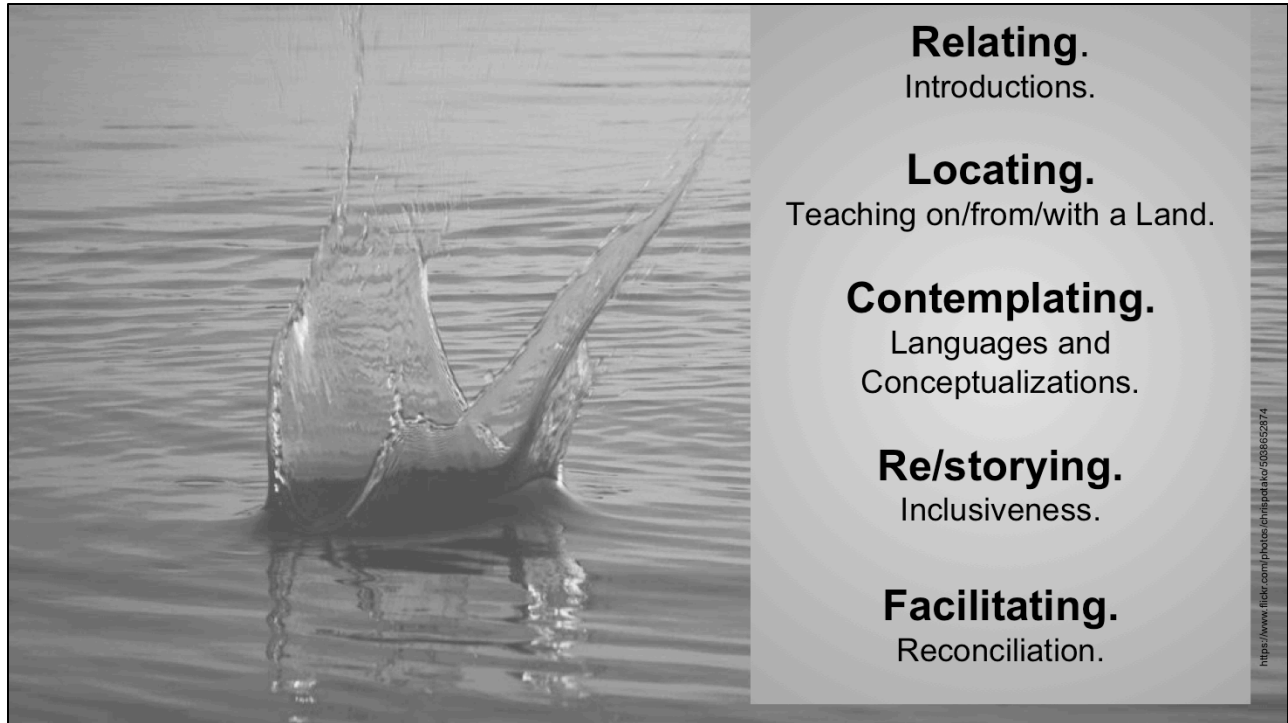 Relating.
Introductions.
Locating.
Teaching on/from/with a Land.
Contemplating.
Languages and
Conceptualizations.
Re/storying.
Inclusiveness.
Facilitating.
Reconciliation.
https://www.flickr.com/photos/chrispotako/5038652874